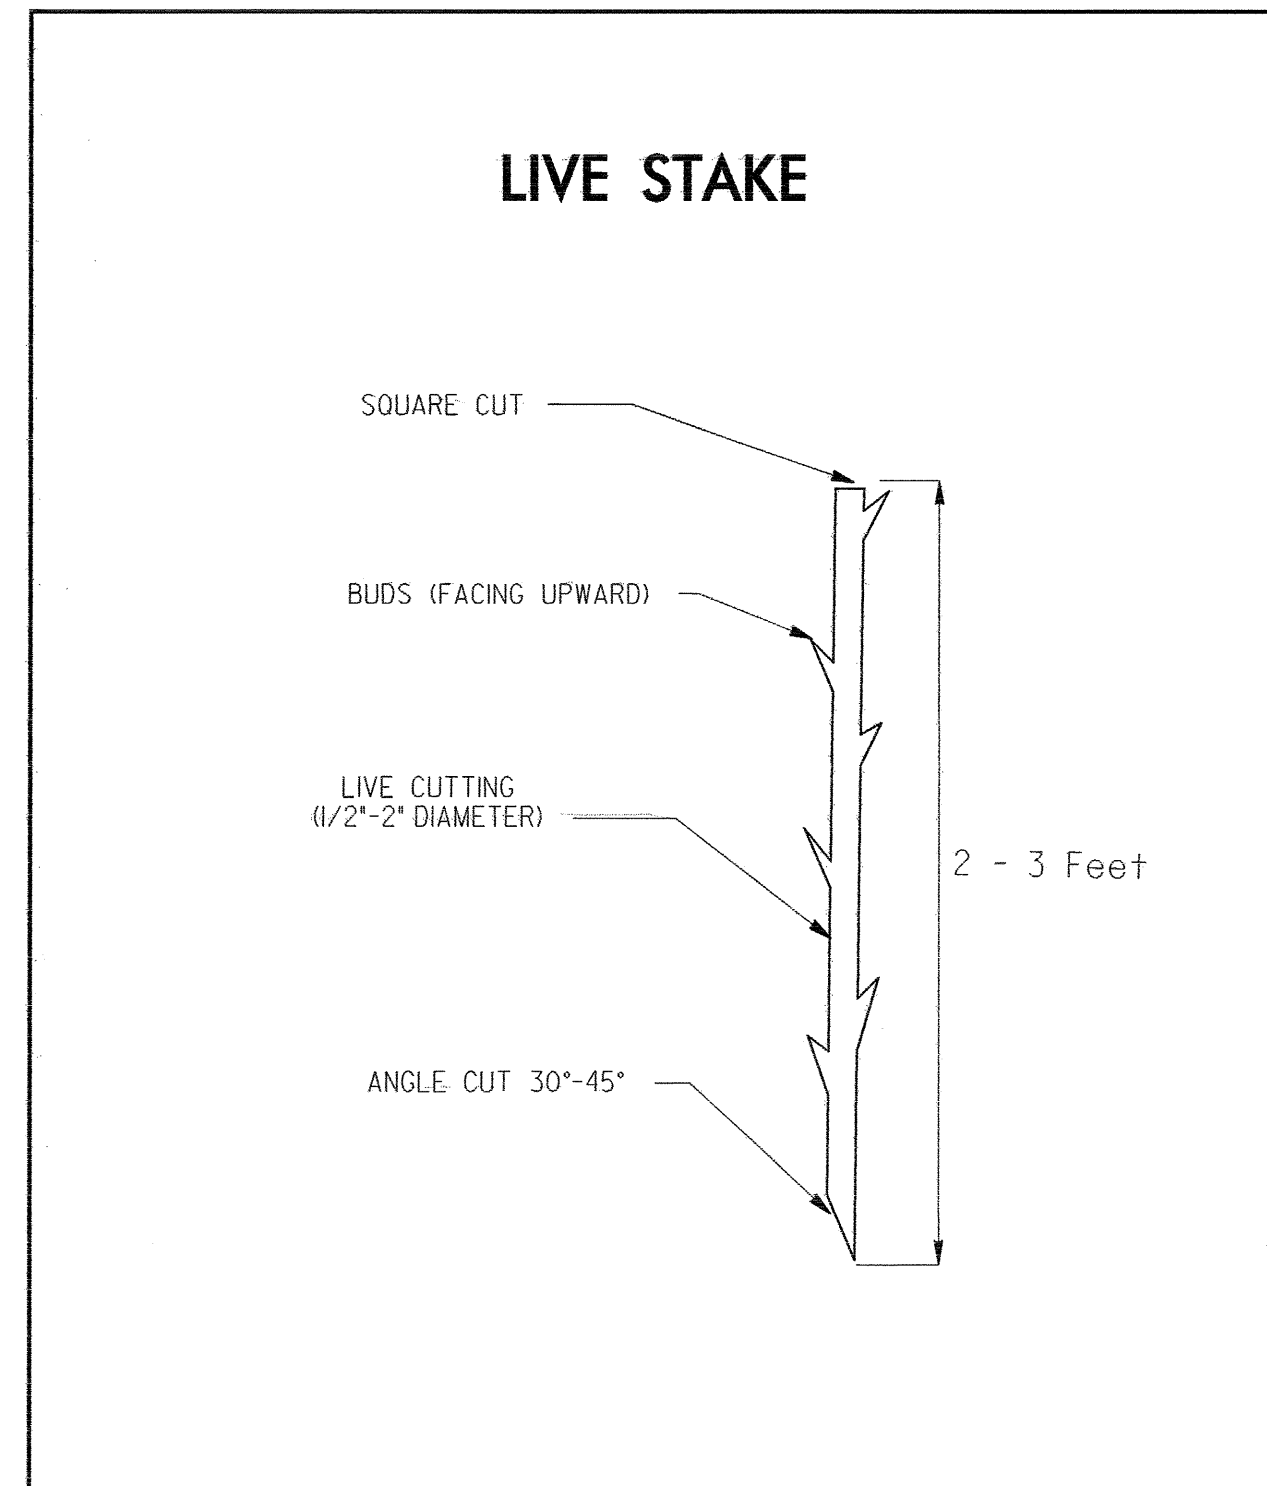 LIVE STAKE
SQUARE CUT
BUDS (FACING UPWARD)
LIVE CUTTING
(1/2"-2" DIAMETER)
2 - 3 Feet
ANGLE CUT 30°-45°